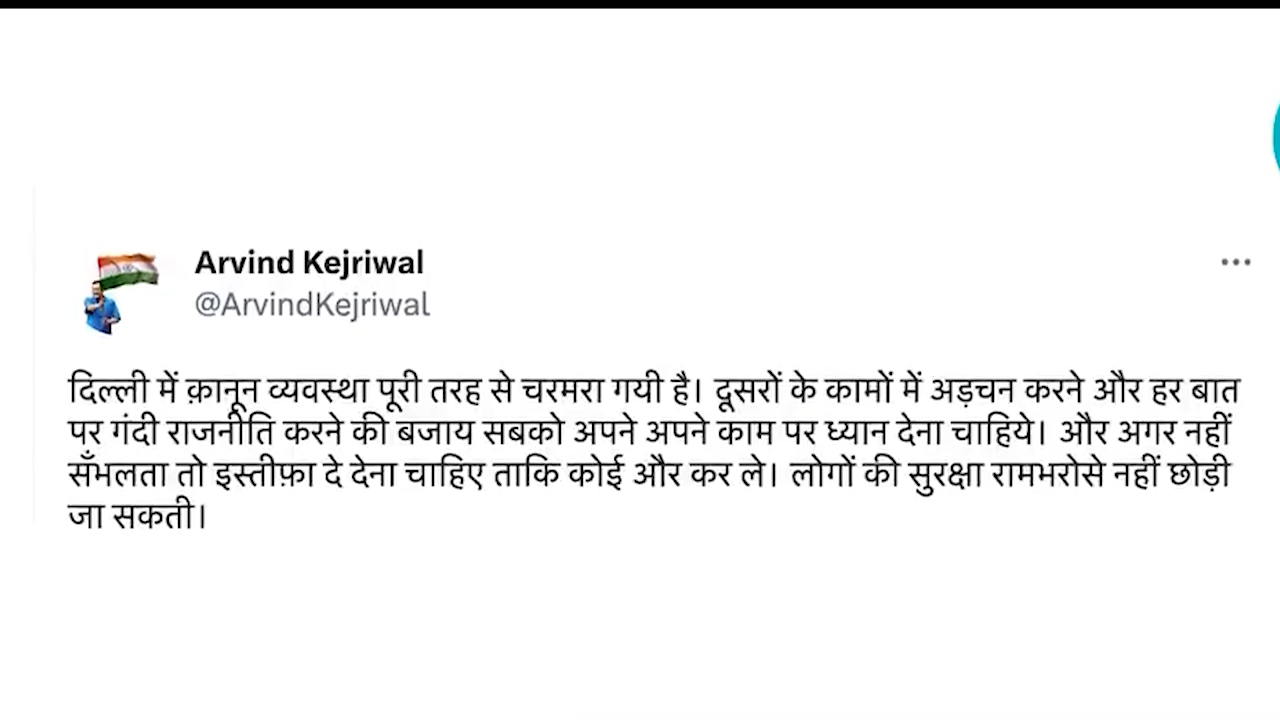 Arvind Kejriwal
@ArvindKejriwal
दिल्ली में क़ानून व्यवस्था पूरी तरह से चरमरा गयी है। दूसरों के कामों में अड़चन करने और हर बात
पर गंदी राजनीति करने की बजाय सबको अपने अपने काम पर ध्यान देना चाहिये। और अगर नहीं
सँभलता तो इस्तीफ़ा दे देना चाहिए ताकि कोई और कर ले। लोगों की सुरक्षा रामभरोसे नहीं छोड़ी
जा सकती।